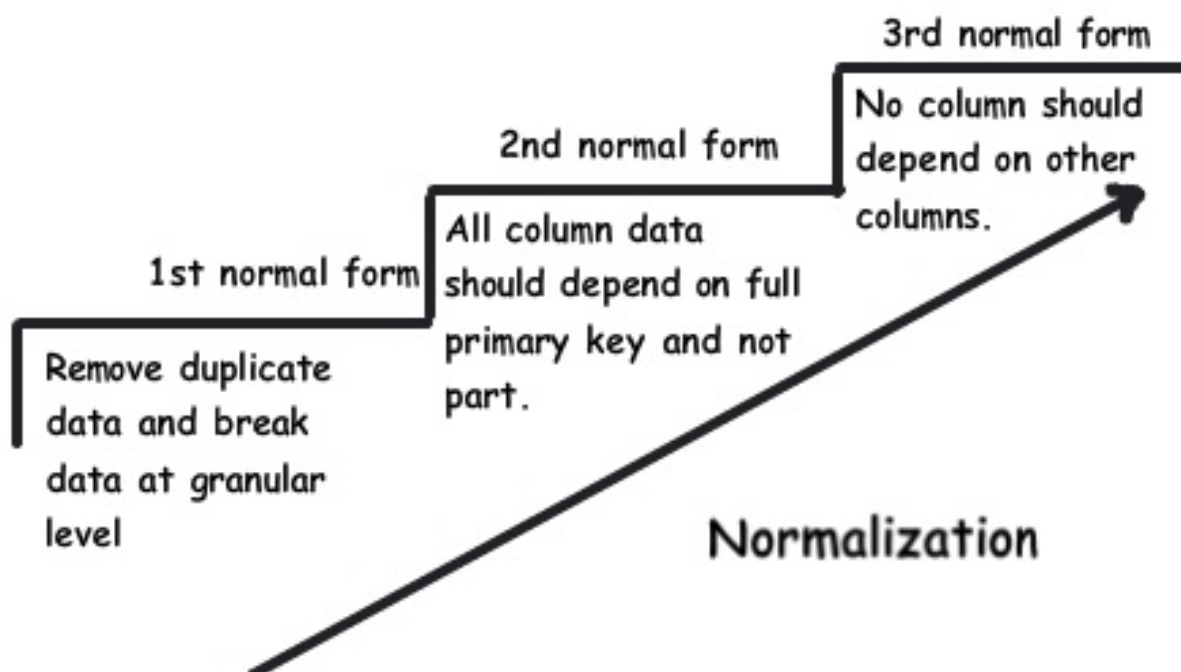 3rd normal form
No column should
depend on other
columns.
2nd normal form
All column data
should depend on full
primary key and not
part.
1st normal form
Remove duplicate
data and break
data at granular
level
Normalization